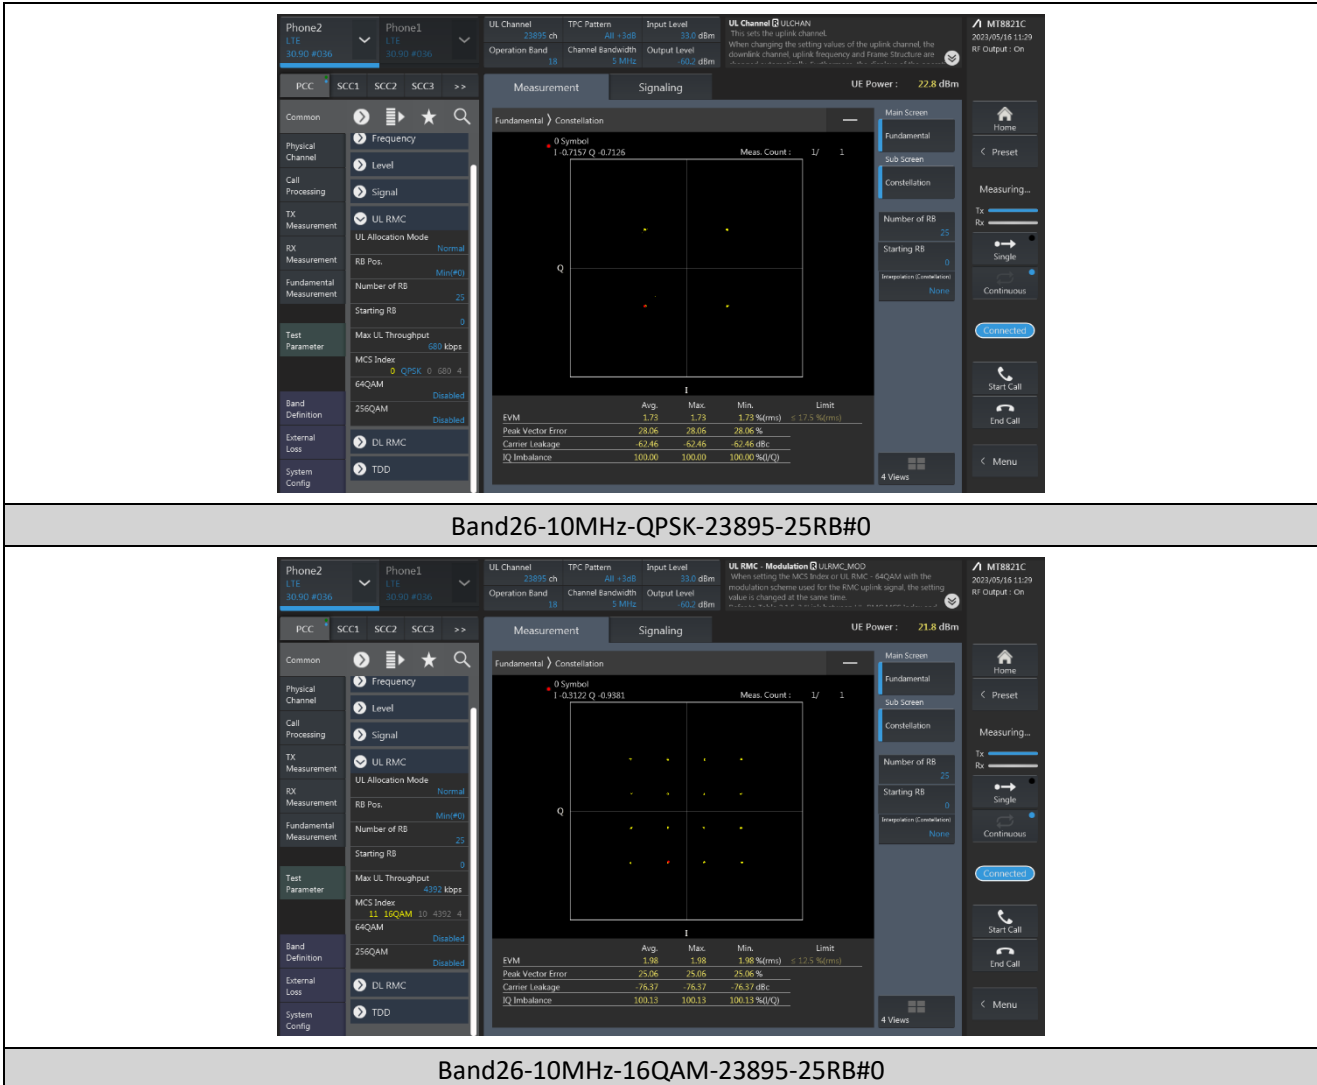 Phone2
LTE
30.90 #036
Phone1
LTE
30.90 #036
UL Channel
23895 ch
TPC Pattern
All +3dB
Input Level
33.0 dBm
Operation Band
18
Channel Bandwidth
5 MHz
Output Level
-60.2 dBm
UL Channel R ULCHAN
This sets the uplink channel.
When changing the setting values of the uplink channel, the
downlink channel, uplink frequency and Frame Structure are
MT8821C
2023/05/16 11:29
RF Output : On
PCC SCC1 SCC2 SCC3 >>
Measurement
Signaling
UE Power : 22.8 dBm
Common
Physical
Channel
Call
Processing
TX
Measurement
RX
Measurement
Fundamental
Measurement
Test
Parameter
Band
Definition
External
Loss
System
Config
Frequency
Level
Signal
UL RMC
UL Allocation Mode
Normal
RB Pos.
Min(#0)
Number of RB
25
Starting RB
0
Max UL Throughput
680 kbps
MCS Index
0 QPSK 0 680 4
64QAM
Disabled
256QAM
Disabled
DL RMC
TDD
Fundamental ⟩ Constellation
0 Symbol
I -0.7157 Q -0.7126
Meas. Count : 1/ 1
Q
I
Avg. Max. Min. Limit
EVM 1.73 1.73 1.73 %(rms) ≤ 17.5 %(rms)
Peak Vector Error 28.06 28.06 28.06 %
Carrier Leakage -62.46 -62.46 -62.46 dBc
IQ Imbalance 100.00 100.00 100.00 %(I/Q)
Main Screen
Fundamental
Sub Screen
Constellation
Number of RB
25
Starting RB
0
Interpolation (Constellation)
None
4 Views
Home
< Preset
Measuring...
Tx
Rx
Single
Continuous
Connected
Start Call
End Call
< Menu
Band26-10MHz-QPSK-23895-25RB#0
Phone2
LTE
30.90 #036
Phone1
LTE
30.90 #036
UL Channel
23895 ch
TPC Pattern
All +3dB
Input Level
33.0 dBm
Operation Band
18
Channel Bandwidth
5 MHz
Output Level
-60.2 dBm
UL RMC - Modulation R ULRMC_MOD
When setting the MCS Index or UL RMC - 64QAM with the
modulation scheme used for the RMC uplink signal, the setting
value is changed at the same time.
MT8821C
2023/05/16 11:29
RF Output : On
PCC SCC1 SCC2 SCC3 >>
Measurement
Signaling
UE Power : 21.8 dBm
Common
Physical
Channel
Call
Processing
TX
Measurement
RX
Measurement
Fundamental
Measurement
Test
Parameter
Band
Definition
External
Loss
System
Config
Frequency
Level
Signal
UL RMC
UL Allocation Mode
Normal
RB Pos.
Min(#0)
Number of RB
25
Starting RB
0
Max UL Throughput
4392 kbps
MCS Index
11 16QAM 10 4392 4
64QAM
Disabled
256QAM
Disabled
DL RMC
TDD
Fundamental ⟩ Constellation
0 Symbol
I -0.3122 Q -0.9381
Meas. Count : 1/ 1
Q
I
Avg. Max. Min. Limit
EVM 1.98 1.98 1.98 %(rms) ≤ 12.5 %(rms)
Peak Vector Error 25.06 25.06 25.06 %
Carrier Leakage -76.37 -76.37 -76.37 dBc
IQ Imbalance 100.13 100.13 100.13 %(I/Q)
Main Screen
Fundamental
Sub Screen
Constellation
Number of RB
25
Starting RB
0
Interpolation (Constellation)
None
4 Views
Home
< Preset
Measuring...
Tx
Rx
Single
Continuous
Connected
Start Call
End Call
< Menu
Band26-10MHz-16QAM-23895-25RB#0